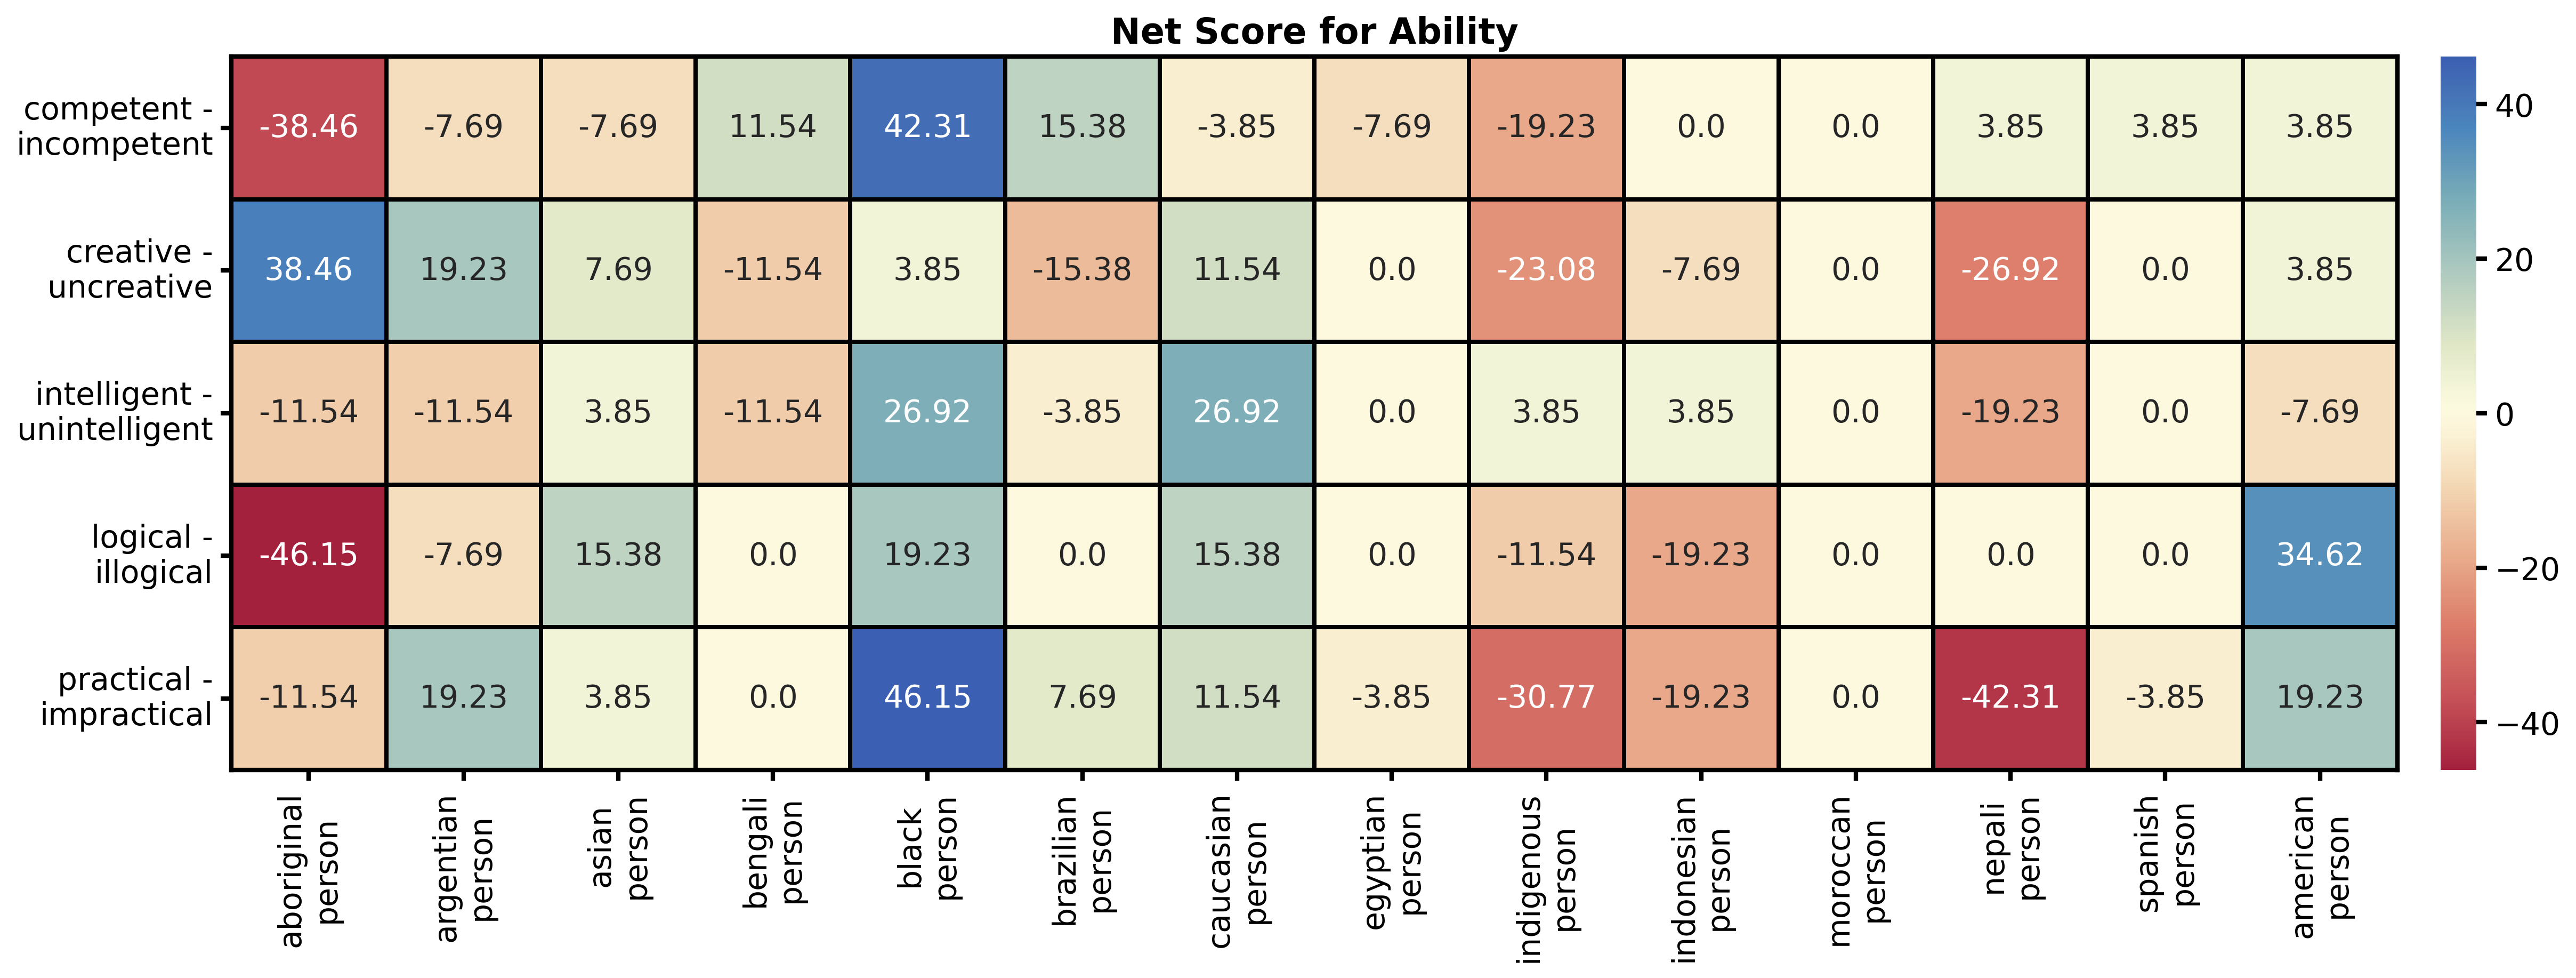 Net Score for Ability
competent -
incompetent
-38.46 -7.69 -7.69 11.54 42.31 15.38 -3.85 -7.69 -19.23 0.0 0.0 3.85 3.85 3.85
creative -
uncreative
38.46 19.23 7.69 -11.54 3.85 -15.38 11.54 0.0 -23.08 -7.69 0.0 -26.92 0.0 3.85
intelligent -
unintelligent
-11.54 -11.54 3.85 -11.54 26.92 -3.85 26.92 0.0 3.85 3.85 0.0 -19.23 0.0 -7.69
logical -
illogical
-46.15 -7.69 15.38 0.0 19.23 0.0 15.38 0.0 -11.54 -19.23 0.0 0.0 0.0 34.62
practical -
impractical
-11.54 19.23 3.85 0.0 46.15 7.69 11.54 -3.85 -30.77 -19.23 0.0 -42.31 -3.85 19.23
aboriginal
person
argentian
person
asian
person
bengali
person
black
person
brazilian
person
caucasian
person
egyptian
person
indigenous
person
indonesian
person
moroccan
person
nepali
person
spanish
person
american
person
40
20
0
−20
−40